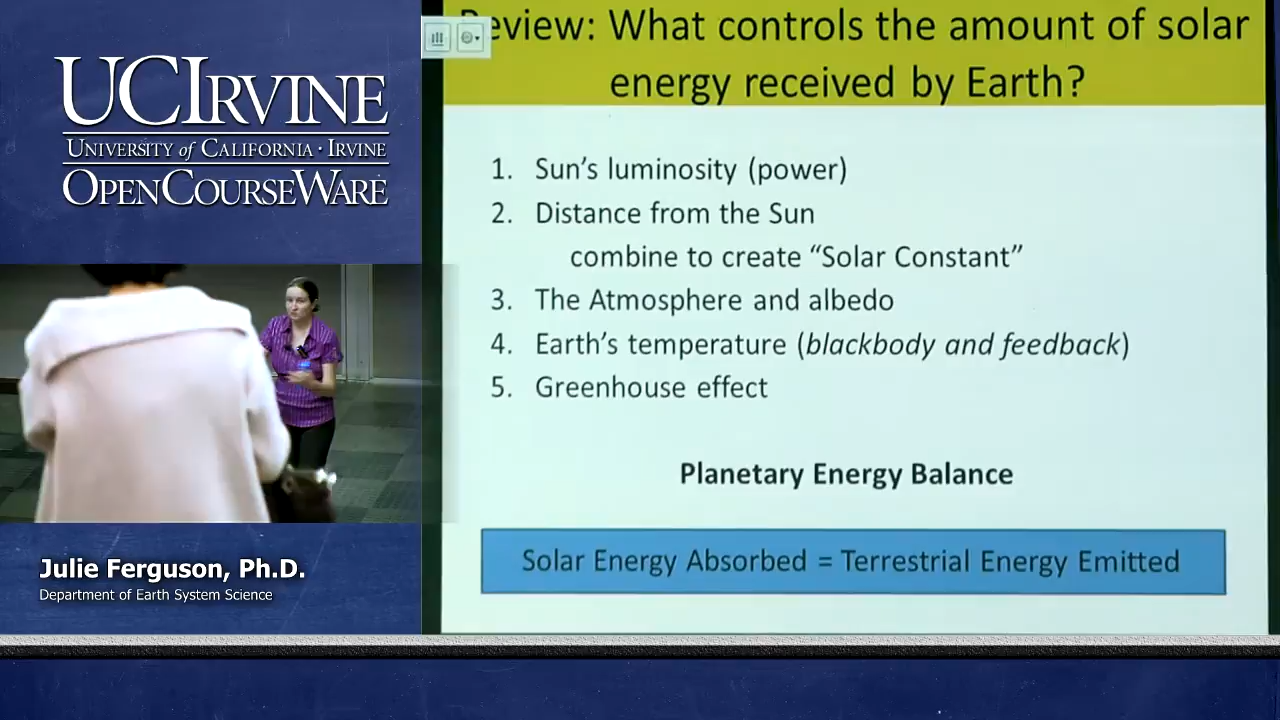 UCIRVINE
UNIVERSITY of CALIFORNIA · IRVINE
OPENCOURSEWARE
Julie Ferguson, Ph.D.
Department of Earth System Science
eview: What controls the amount of solar
energy received by Earth?
1. Sun's luminosity (power)
2. Distance from the Sun
combine to create "Solar Constant"
3. The Atmosphere and albedo
4. Earth's temperature (blackbody and feedback)
5. Greenhouse effect
Planetary Energy Balance
Solar Energy Absorbed = Terrestrial Energy Emitted